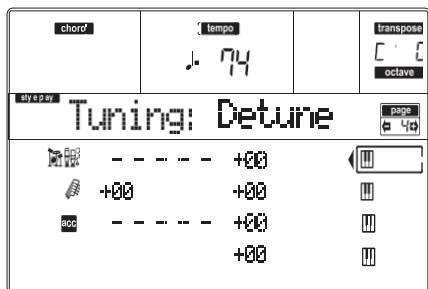 chord tempo transpose
74
octave
style play Tuning: Detune page
4
- - - - - +00
+00 +00
acc - - - - - +00
+00